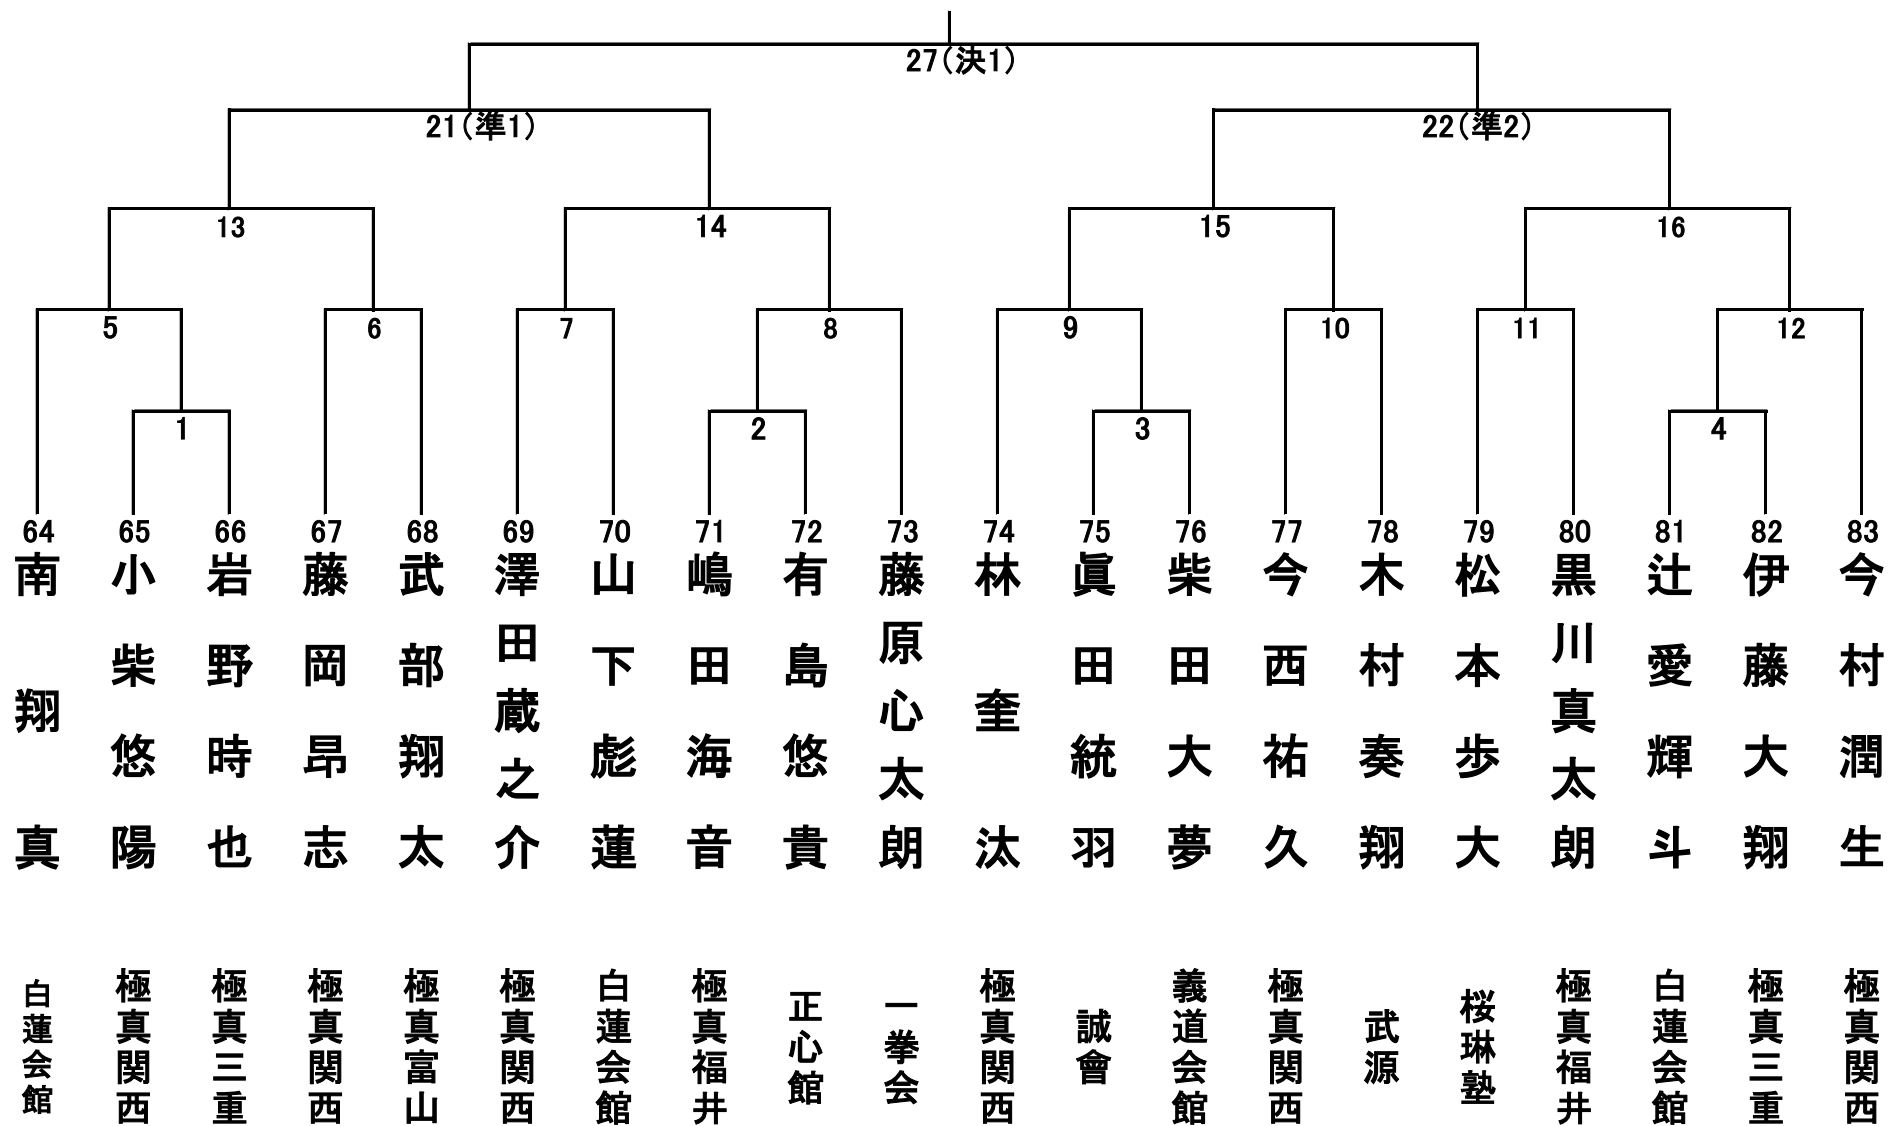 27(決1)
21(準1)
22(準2)
13
14
15
16
5
6
7
8
9
10
11
12
1
2
3
4
64
65
66
67
68
69
70
71
72
73
74
75
76
77
78
79
80
81
82
83
南翔真
小柴悠陽
岩野時也
藤岡昂志
武部翔太
澤田蔵之介
山下彪蓮
嶋田海音
有島悠貴
藤原心太朗
林奎汰
眞田統羽
柴田大夢
今西祐久
木村奏翔
松本歩大
黒川真太朗
辻愛輝斗
伊藤大翔
今村潤生
白蓮会館
極真関西
極真三重
極真関西
極真富山
極真関西
白蓮会館
極真福井
正心館
一拳会
極真関西
誠會
義道会館
極真関西
武源
桜琳塾
極真福井
白蓮会館
極真三重
極真関西